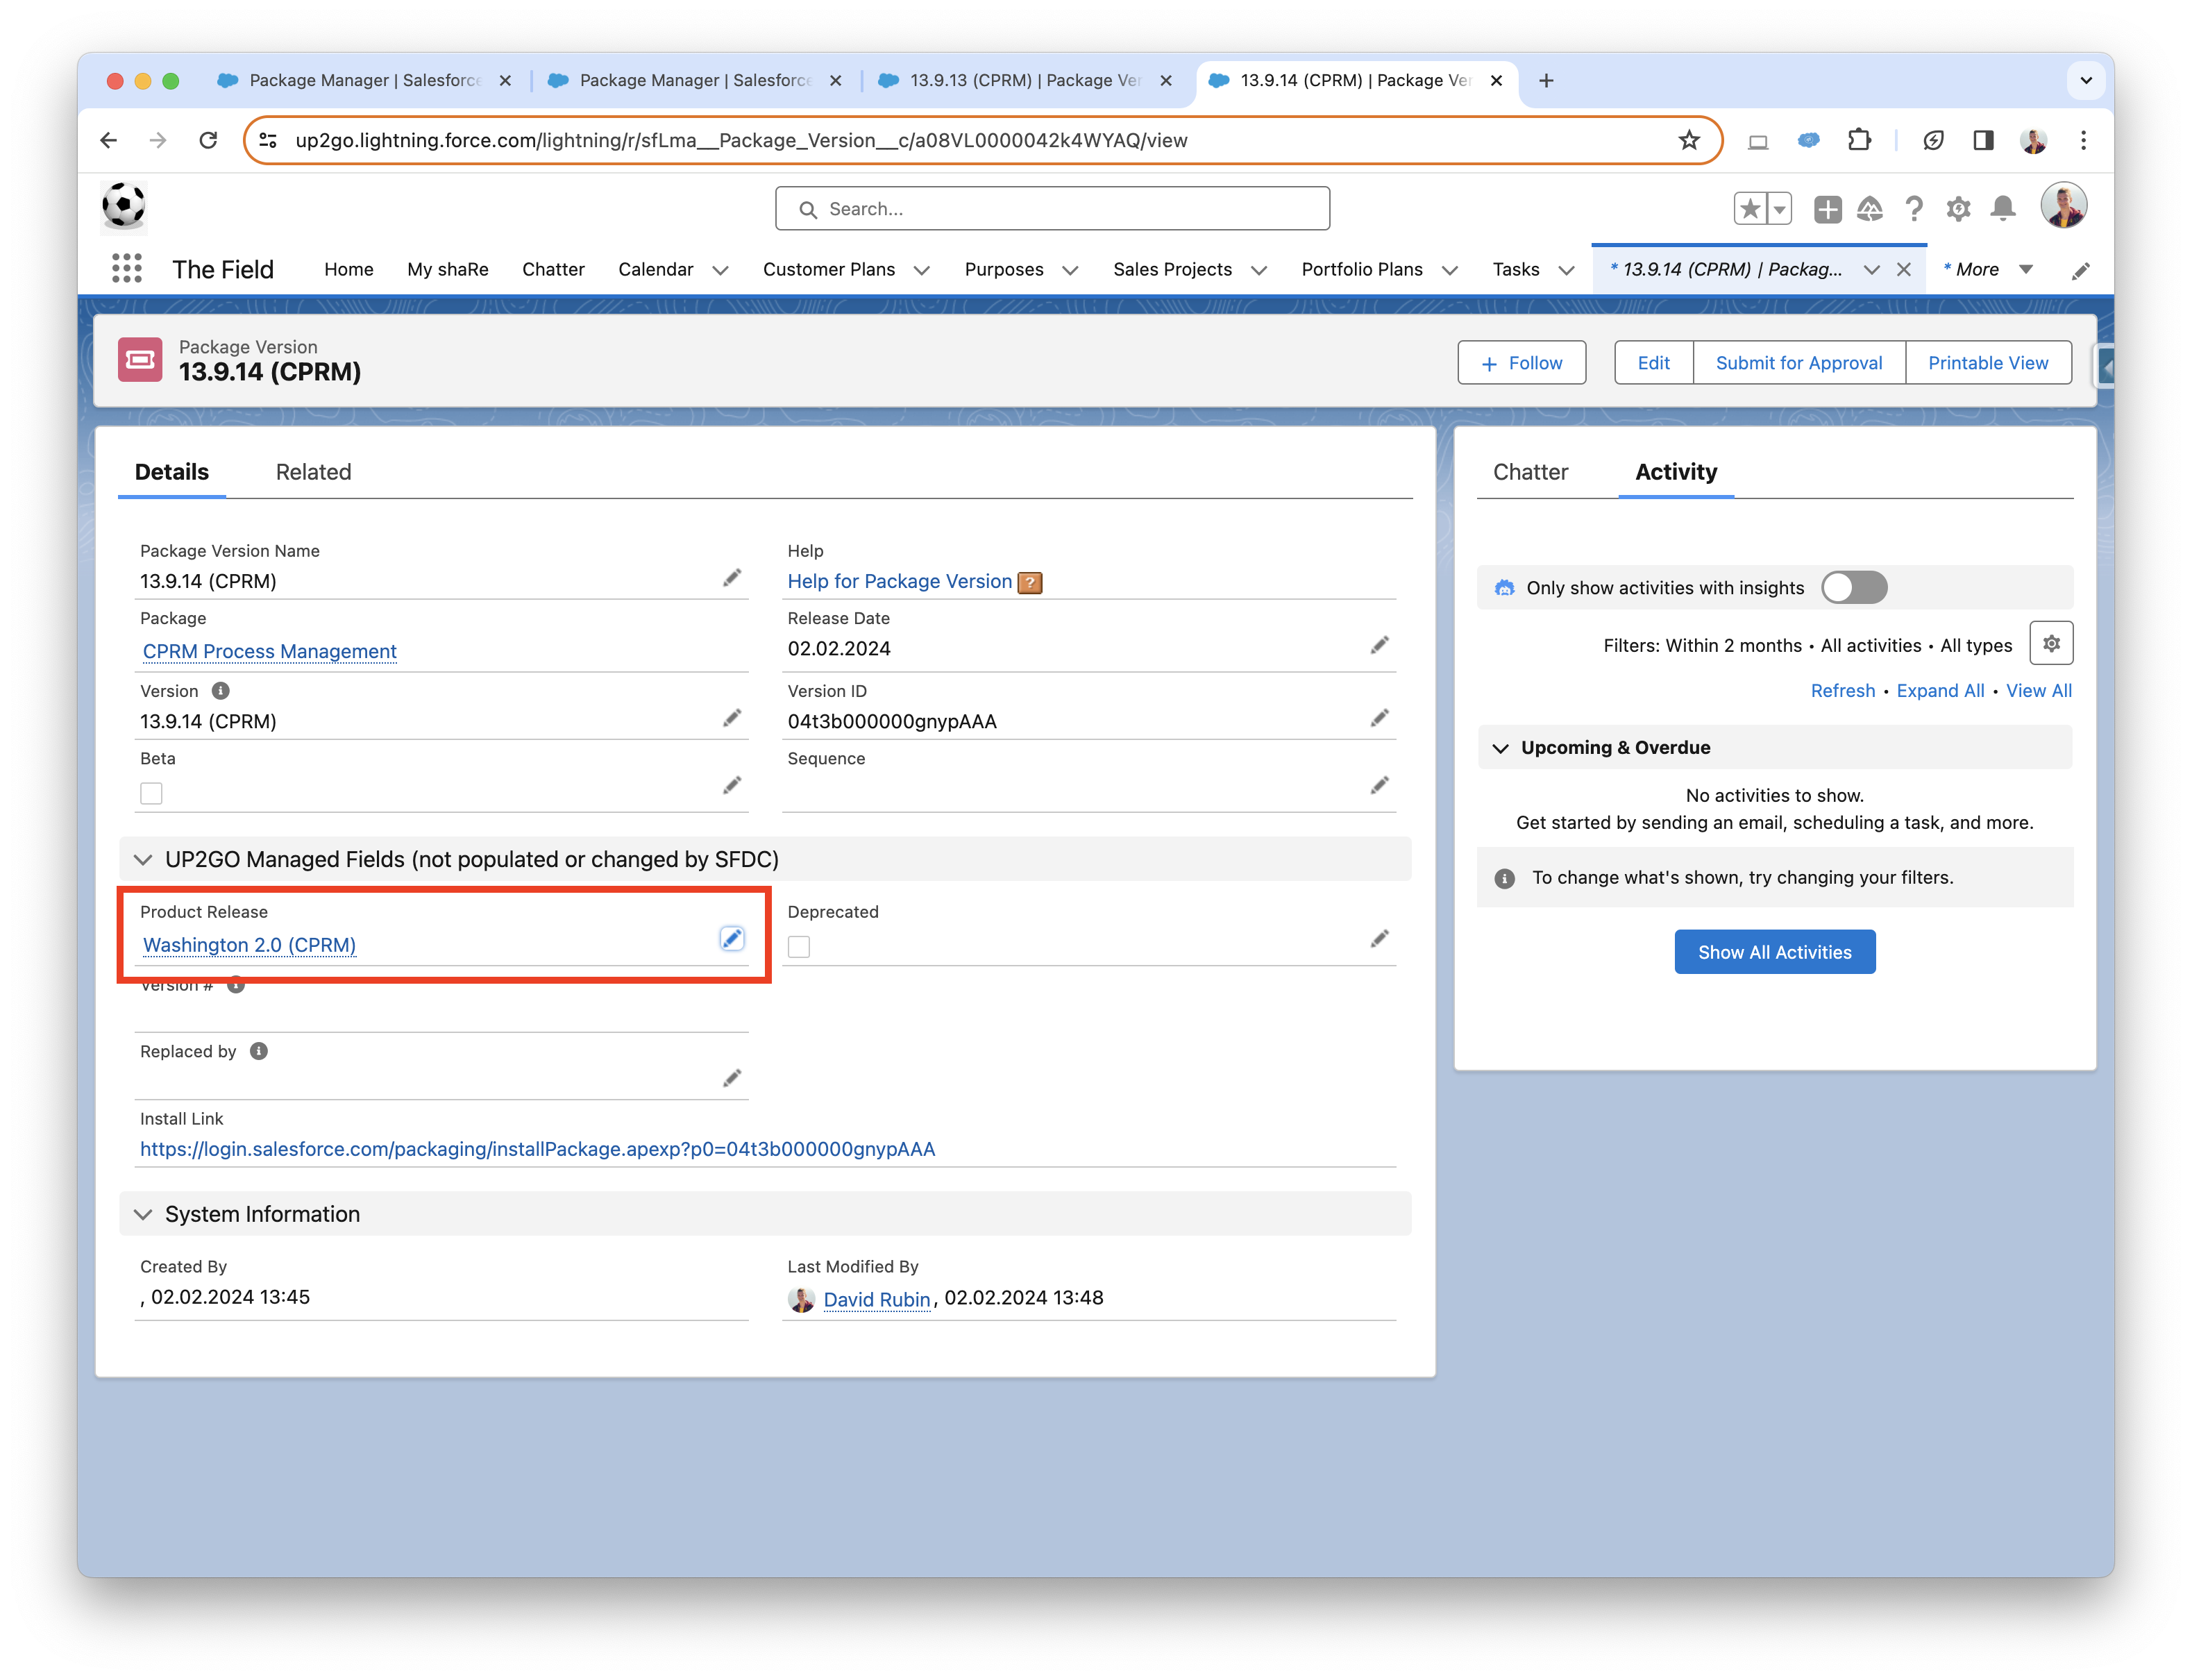 Package Manager | Salesforce
Package Manager | Salesforce
13.9.13 (CPRM) | Package Ver
13.9.14 (CPRM) | Package Ver
up2go.lightning.force.com/lightning/r/sfLma__Package_Version__c/a08VL0000042k4WYAQ/view
Search...
The Field
Home
My shaRe
Chatter
Calendar
Customer Plans
Purposes
Sales Projects
Portfolio Plans
Tasks
* 13.9.14 (CPRM) | Packag...
* More
Package Version
13.9.14 (CPRM)
Follow
Edit
Submit for Approval
Printable View
Details
Related
Package Version Name
13.9.14 (CPRM)
Help
Help for Package Version
Package
CPRM Process Management
Release Date
02.02.2024
Version
13.9.14 (CPRM)
Version ID
04t3b000000gnypAAA
Beta
Sequence
UP2GO Managed Fields (not populated or changed by SFDC)
Product Release
Washington 2.0 (CPRM)
Deprecated
Version #
Replaced by
Install Link
https://login.salesforce.com/packaging/installPackage.apexp?p0=04t3b000000gnypAAA
System Information
Created By
, 02.02.2024 13:45
Last Modified By
David Rubin, 02.02.2024 13:48
Chatter
Activity
Only show activities with insights
Filters: Within 2 months • All activities • All types
Refresh • Expand All • View All
Upcoming & Overdue
No activities to show.
Get started by sending an email, scheduling a task, and more.
To change what's shown, try changing your filters.
Show All Activities